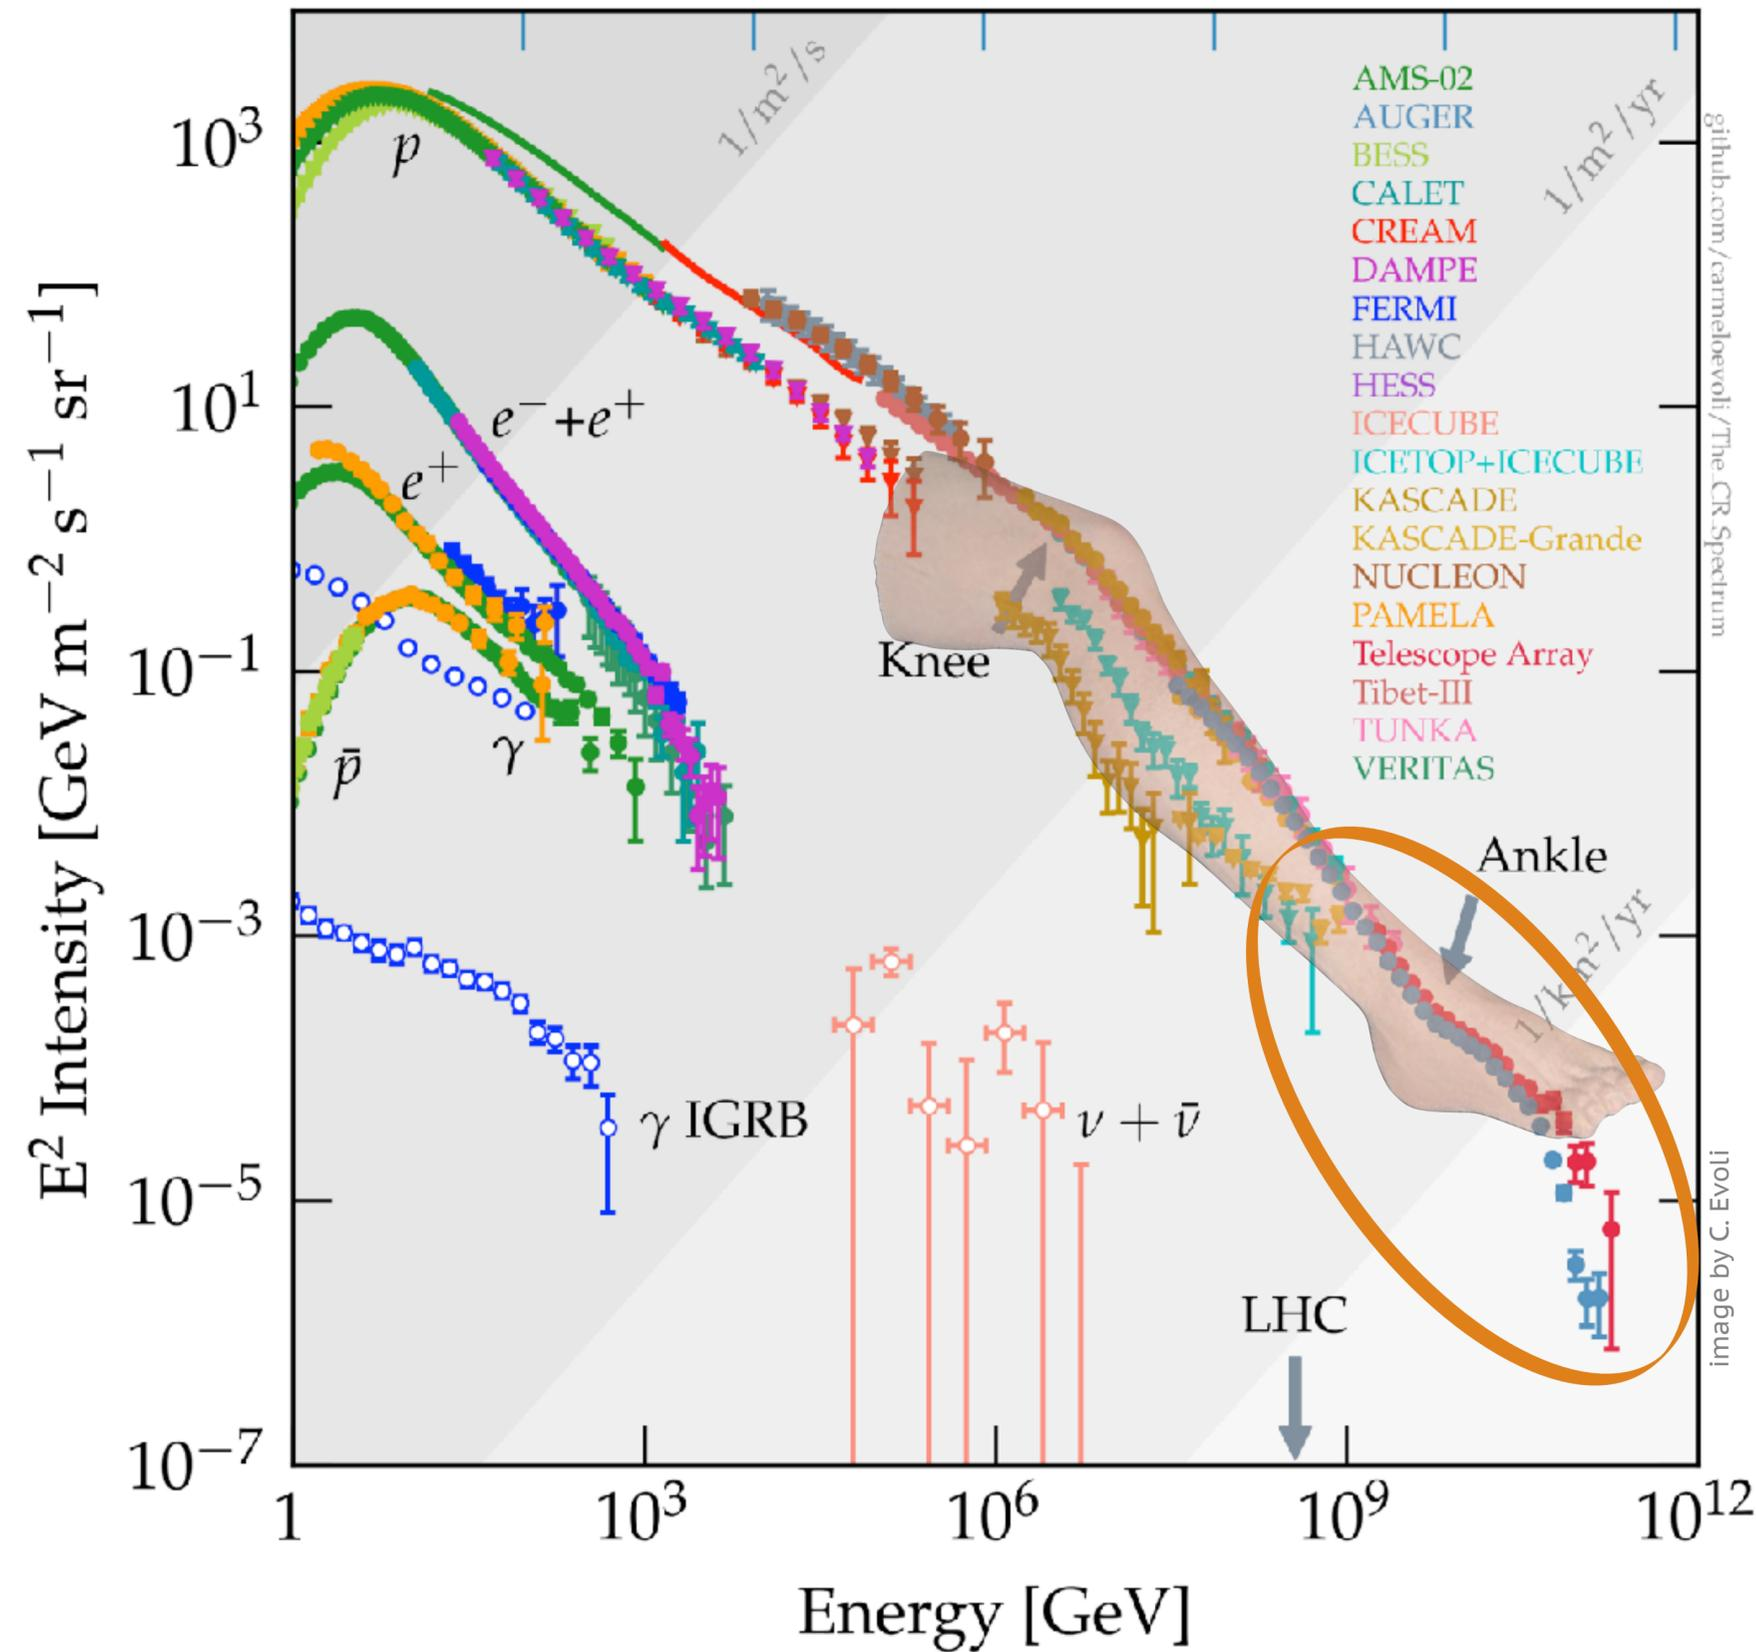 1/m²/s
1/m²/yr
AMS-02
AUGER
BESS
CALET
CREAM
DAMPE
FERMI
HAWC
HESS
ICECUBE
ICETOP+ICECUBE
KASCADE
KASCADE-Grande
NUCLEON
PAMELA
Telescope Array
Tibet-III
TUNKA
VERITAS
github.com/carmeloevoli/The_CR_Spectrum
10³
10¹
10⁻¹
10⁻³
10⁻⁵
10⁻⁷
E² Intensity [GeV m⁻² s⁻¹ sr⁻¹]
p
e⁻+e⁺
e⁺
p̄
γ
Knee
Ankle
1/km²/yr
γ IGRB
ν + ν̄
LHC
image by C. Evoli
1
10³
10⁶
10⁹
10¹²
Energy [GeV]